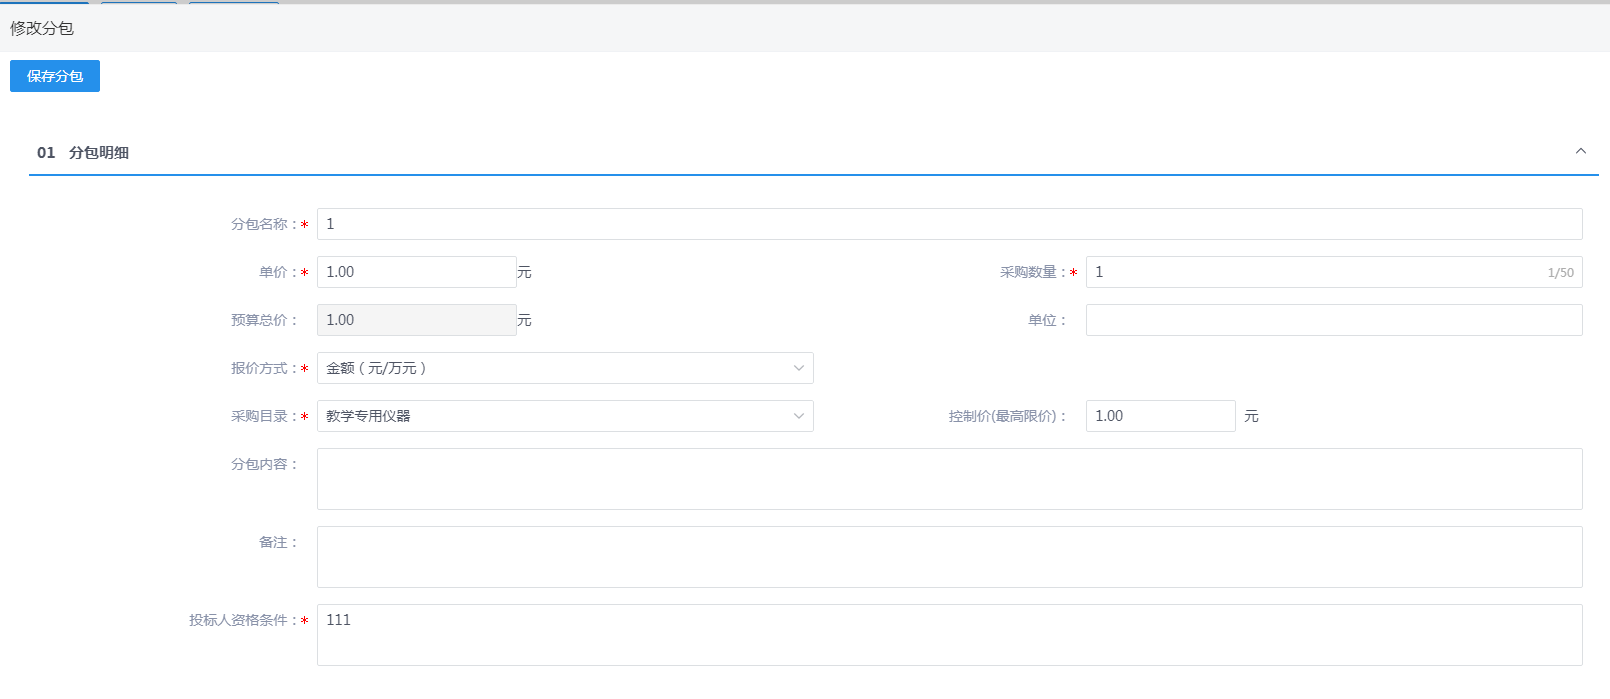 修改分包
保存分包
01 分包明细
分包名称：* 1
单价：* 1.00 元 采购数量：* 1 1/50
预算总价： 1.00 元 单位：
报价方式：* 金额（元/万元）
采购目录：* 教学专用仪器 控制价(最高限价)： 1.00 元
分包内容：
备注：
投标人资格条件：* 111